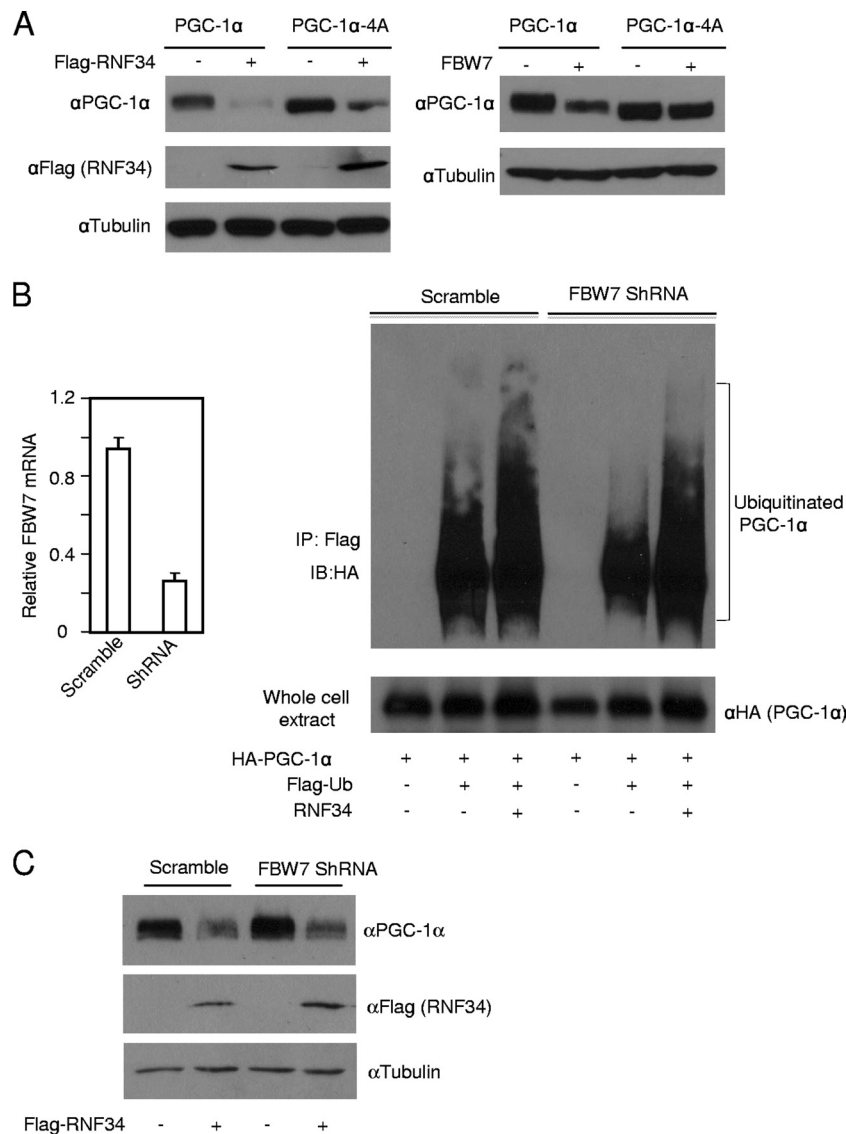 A
PGC-1α PGC-1α-4A
Flag-RNF34 - + - +
αPGC-1α
αFlag (RNF34)
αTubulin
PGC-1α PGC-1α-4A
FBW7 - + - +
αPGC-1α
αTubulin
B
Relative FBW7 mRNA
1.2
0.8
0.4
0
Scramble
ShRNA
Scramble FBW7 ShRNA
IP: Flag
IB:HA
Ubiquitinated
PGC-1α
Whole cell
extract
αHA (PGC-1α)
HA-PGC-1α + + + + + +
Flag-Ub - + + - + +
RNF34 - - + - - +
C
Scramble FBW7 ShRNA
αPGC-1α
αFlag (RNF34)
αTubulin
Flag-RNF34 - + - +